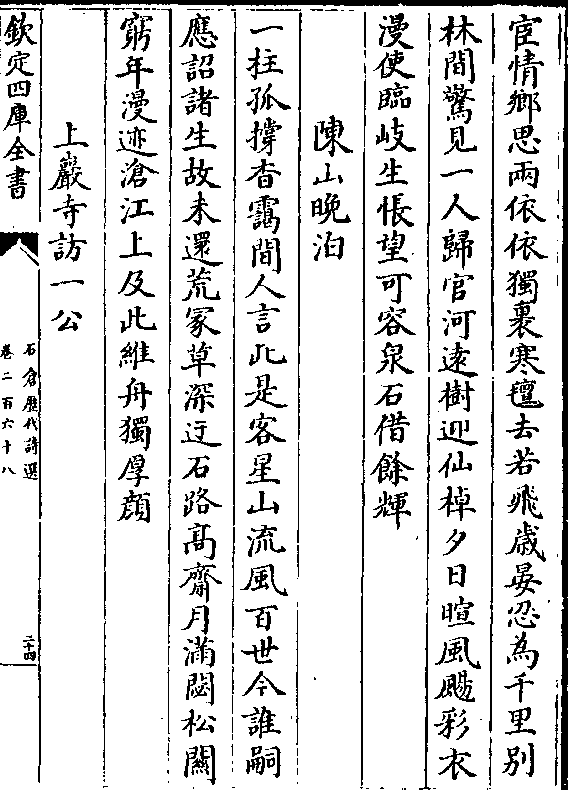 宦情鄉思兩依依獨裹寒氊去若飛歲晏忍為千里別
林間驚見一人歸官河遠樹迎仙棹夕日暄風颺彩衣
漫使臨岐生悵望可容泉石借餘輝
陳山晚泊
一柱孤撐杳靄間人言此是客星山流風百世今誰嗣
應詔諸生故未還荒冢草深迂石路髙齋月滿閟松關
窮年漫迹滄江上及此維舟獨厚顔
上巖寺訪一公
欽定四庫全書
石倉歷代詩選
卷二百六十八
二十四